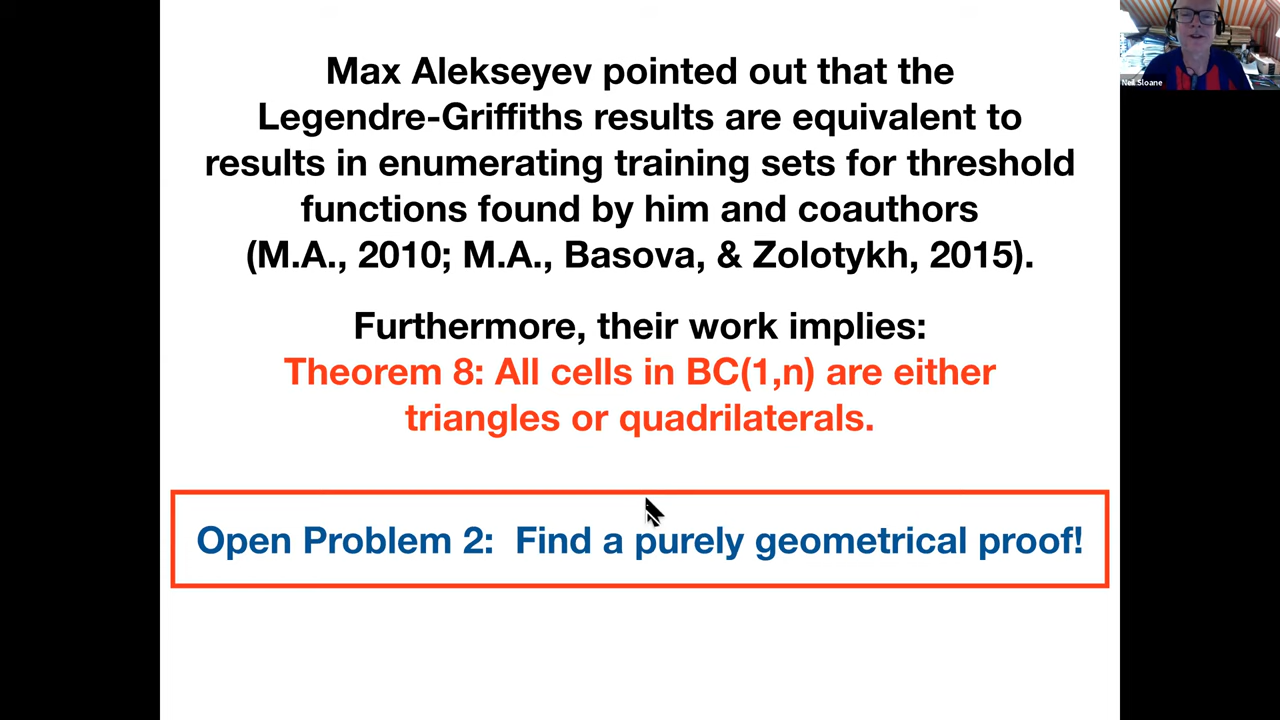 Max Alekseyev pointed out that the
Legendre-Griffiths results are equivalent to
results in enumerating training sets for threshold
functions found by him and coauthors
(M.A., 2010; M.A., Basova, & Zolotykh, 2015).
Furthermore, their work implies:
Theorem 8: All cells in BC(1,n) are either
triangles or quadrilaterals.
Open Problem 2: Find a purely geometrical proof!
Neil Sloane